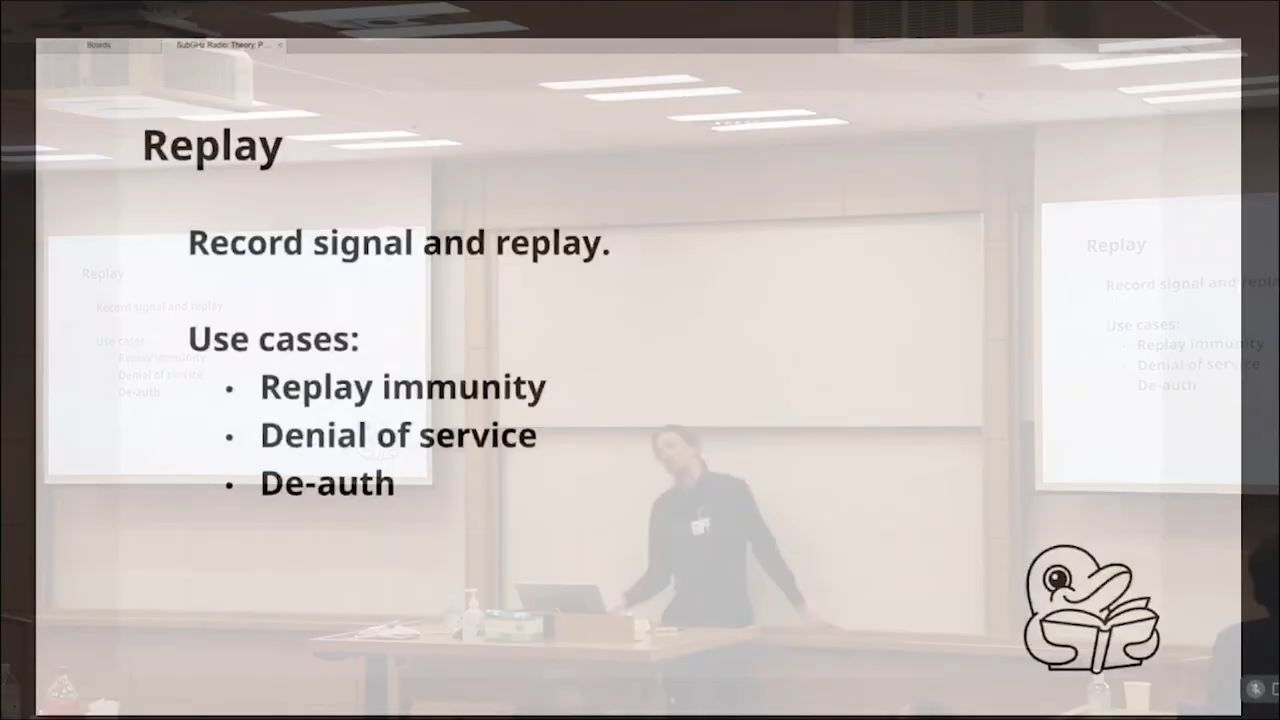 Boards
SubGHz Radio: Theory, P...
Replay
Record signal and replay.
Use cases:
• Replay immunity
• Denial of service
• De-auth
Replay
Record signal and replay
Use cases
Replay immunity
Denial of service
De-auth
Replay
Record signal and replay
Use cases:
Replay immunity
Denial of service
De-auth